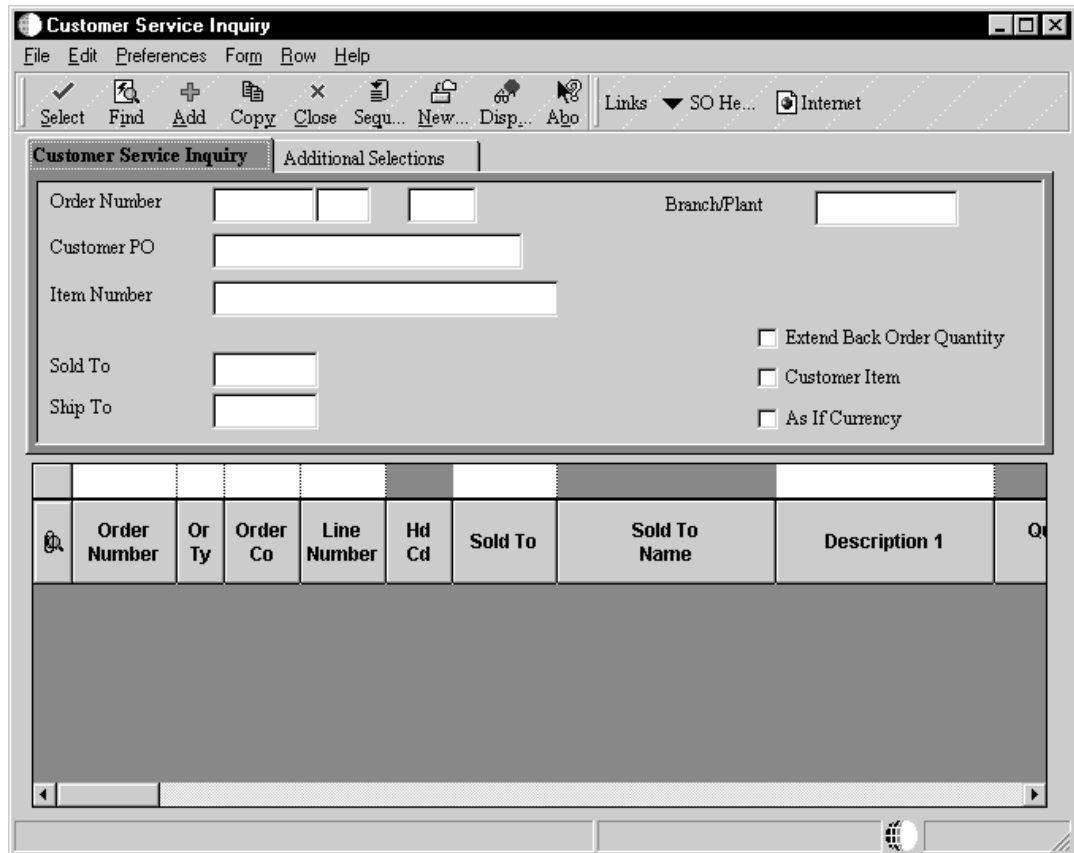 Customer Service Inquiry
File Edit Preferences Form Row Help
Select Find Add Copy Close Sequ... New... Disp... Abo Links SO He... Internet
Customer Service Inquiry Additional Selections
Order Number Branch/Plant
Customer PO
Item Number
Extend Back Order Quantity
Sold To
Customer Item
Ship To
As If Currency
Order Number Or Ty Order Co Line Number Hd Cd Sold To Sold To Name Description 1 Qu